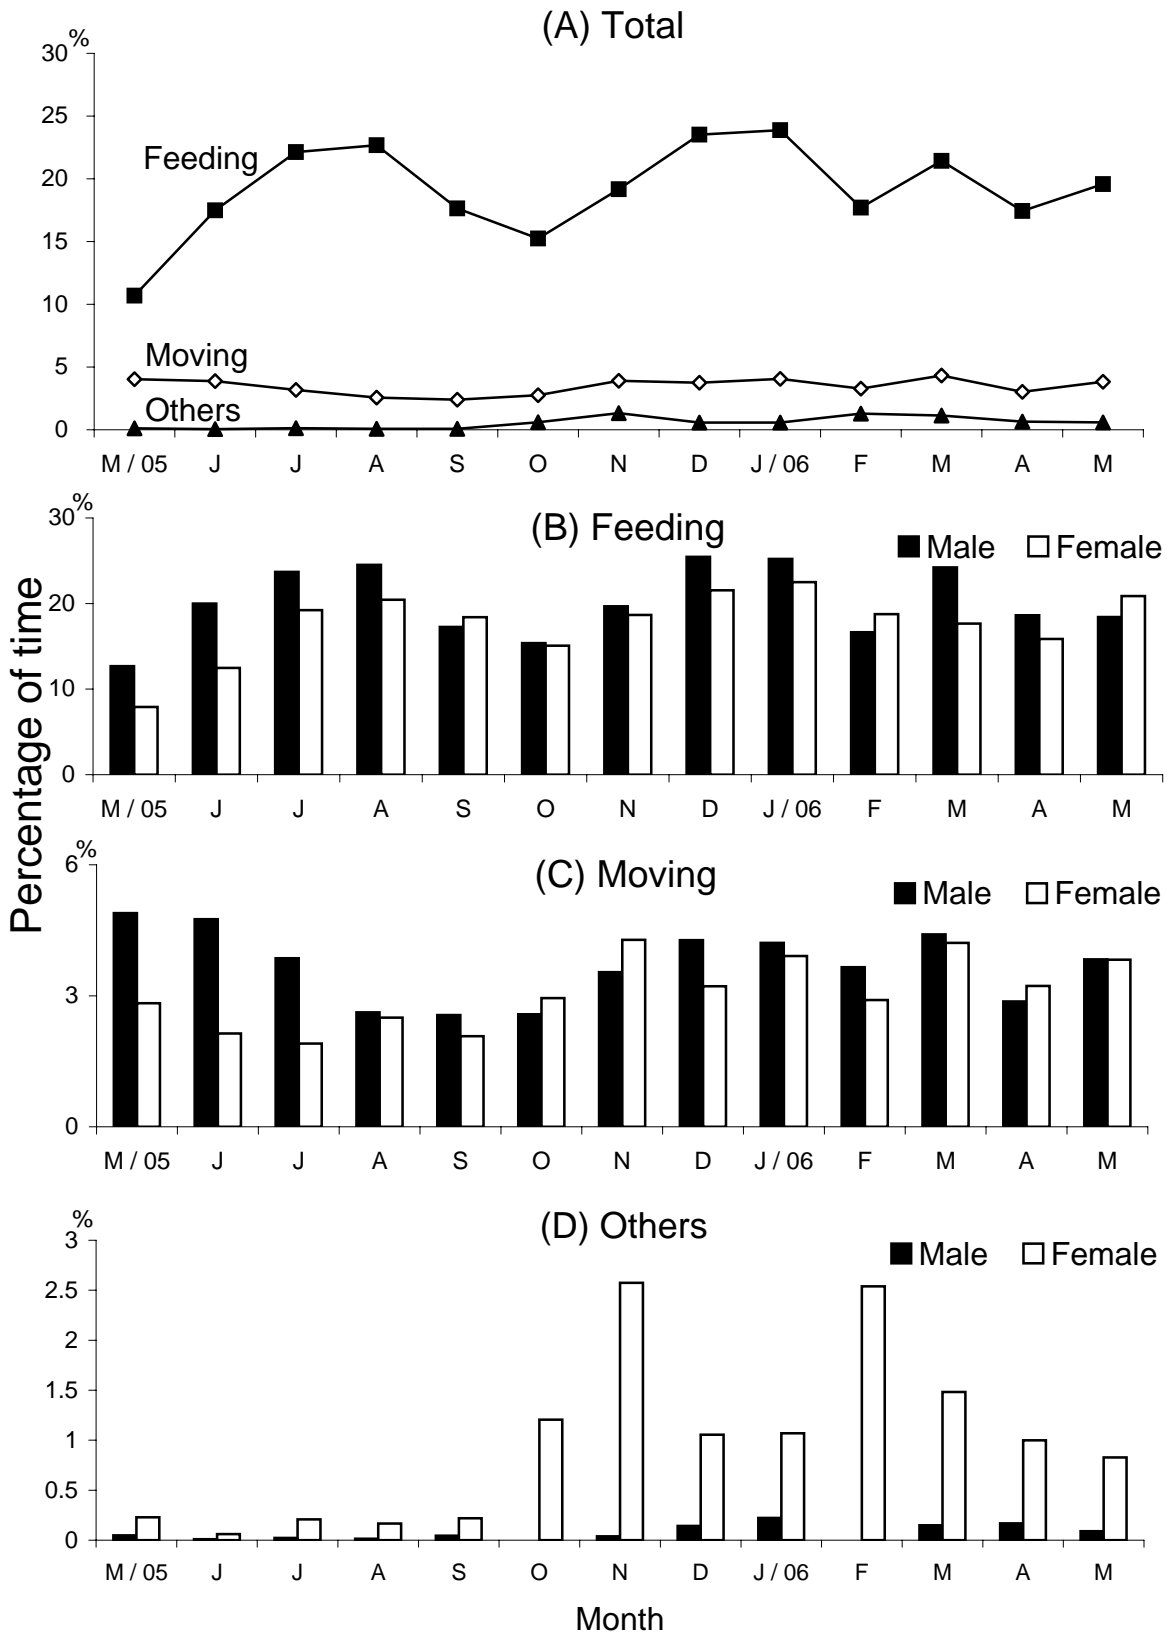 (A) Total
%
30
25
20
15
10
5
0
Feeding
Moving
Others
M / 05 J J A S O N D J / 06 F M A M
%
(B) Feeding
Male Female
30
20
10
0
M / 05 J J A S O N D J / 06 F M A M
Percentage of time
%
(C) Moving
Male Female
6
3
0
M / 05 J J A S O N D J / 06 F M A M
%
(D) Others
Male Female
3
2.5
2
1.5
1
0.5
0
M / 05 J J A S O N D J / 06 F M A M
Month